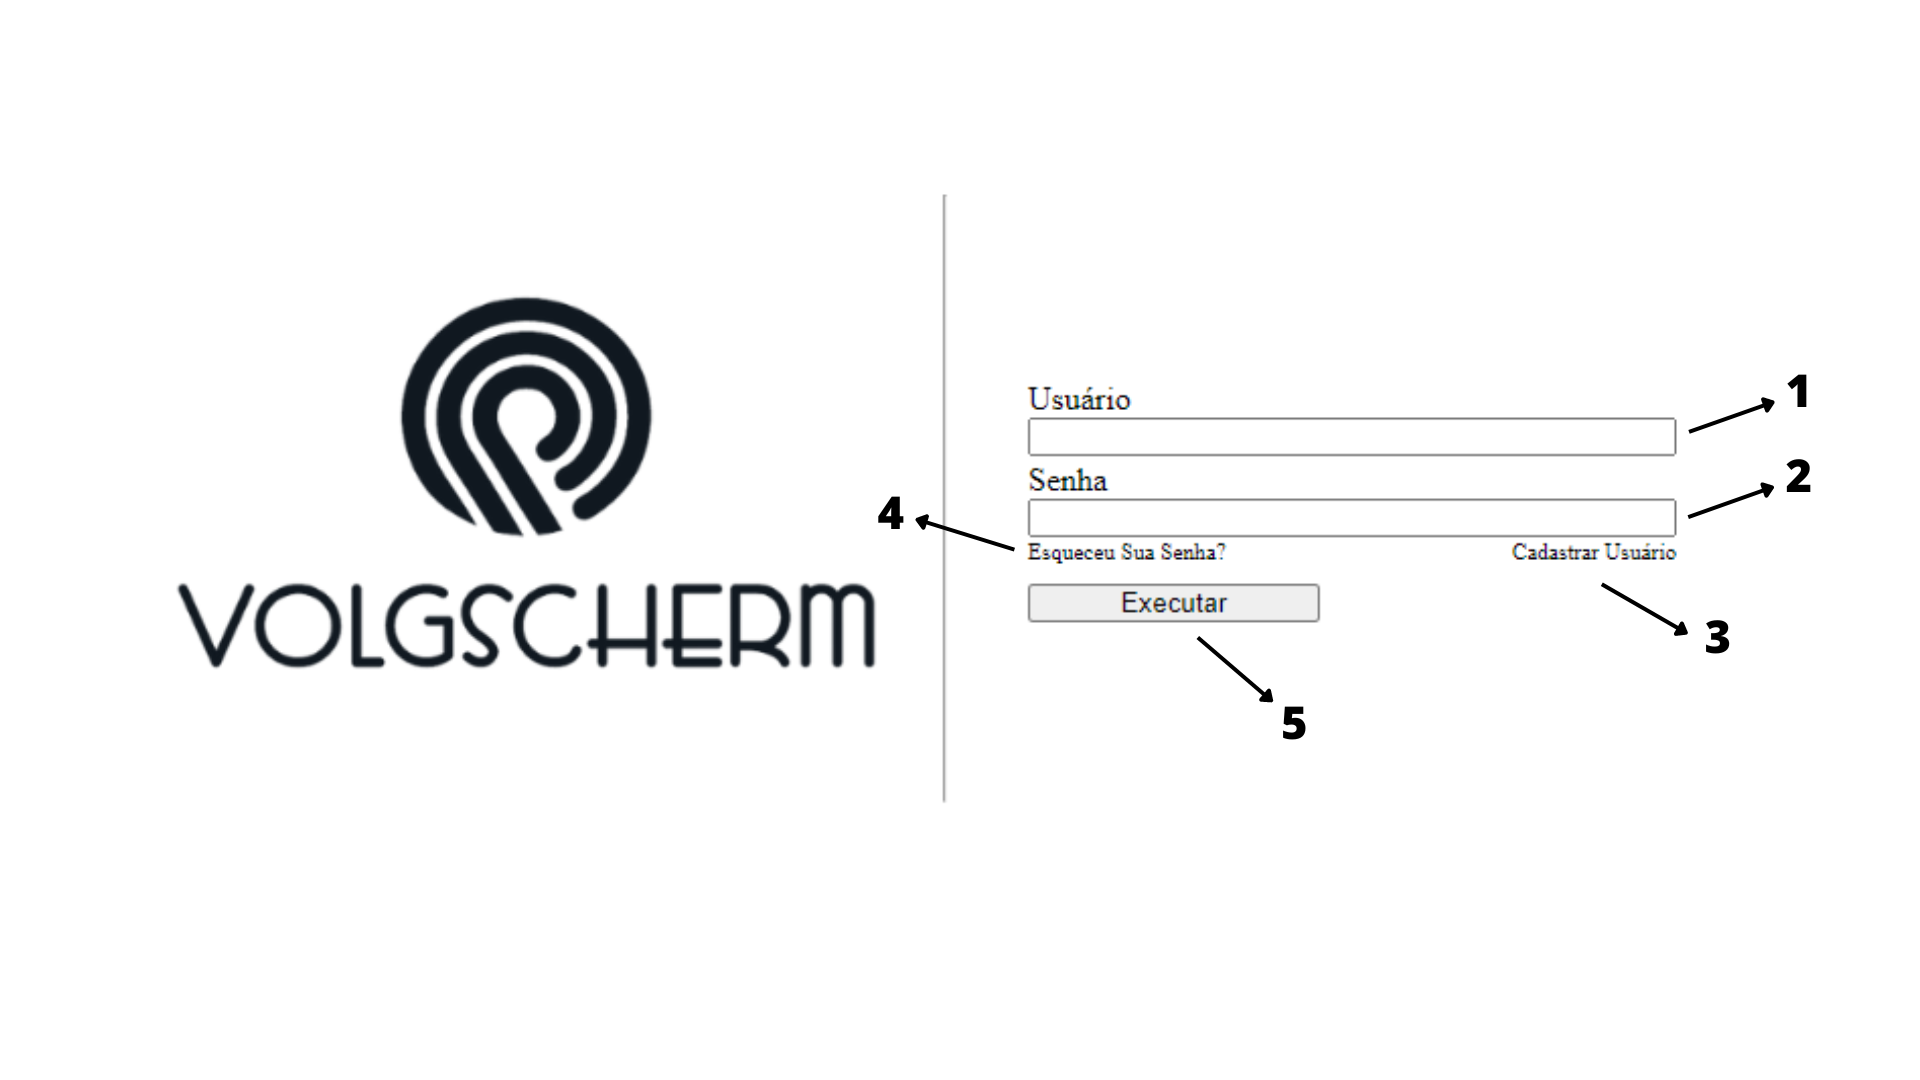 VOLGSCHERM
Usuário
1
Senha
2
4
Esqueceu Sua Senha? Cadastrar Usuário
Executar
3
5